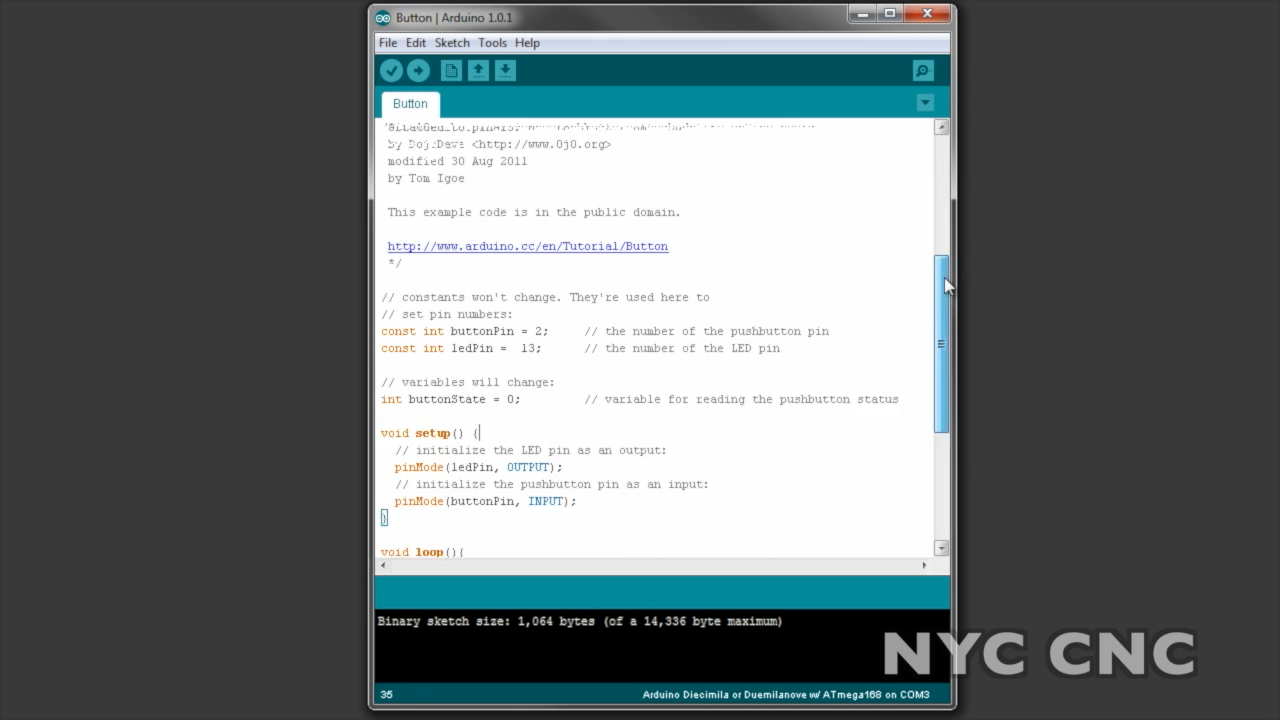 Button | Arduino 1.0.1
File Edit Sketch Tools Help
Button
by DojoDave <http://www.0j0.org>
modified 30 Aug 2011
by Tom Igoe
This example code is in the public domain.
http://www.arduino.cc/en/Tutorial/Button
*/
// constants won't change. They're used here to
// set pin numbers:
const int buttonPin = 2;     // the number of the pushbutton pin
const int ledPin =  13;      // the number of the LED pin
// variables will change:
int buttonState = 0;         // variable for reading the pushbutton status
void setup() {
// initialize the LED pin as an output:
pinMode(ledPin, OUTPUT);
// initialize the pushbutton pin as an input:
pinMode(buttonPin, INPUT);
}
void loop(){
Binary sketch size: 1,064 bytes (of a 14,336 byte maximum)
NYC CNC
35 Arduino Diecimila or Duemilanove w/ ATmega168 on COM3